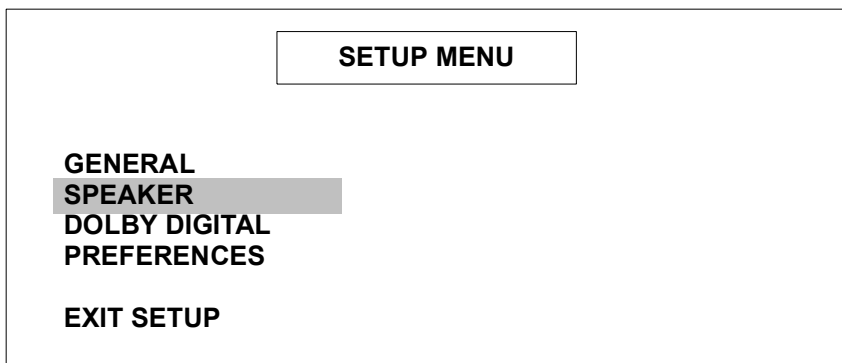 SETUP MENU
GENERAL
SPEAKER
DOLBY DIGITAL
PREFERENCES
EXIT SETUP